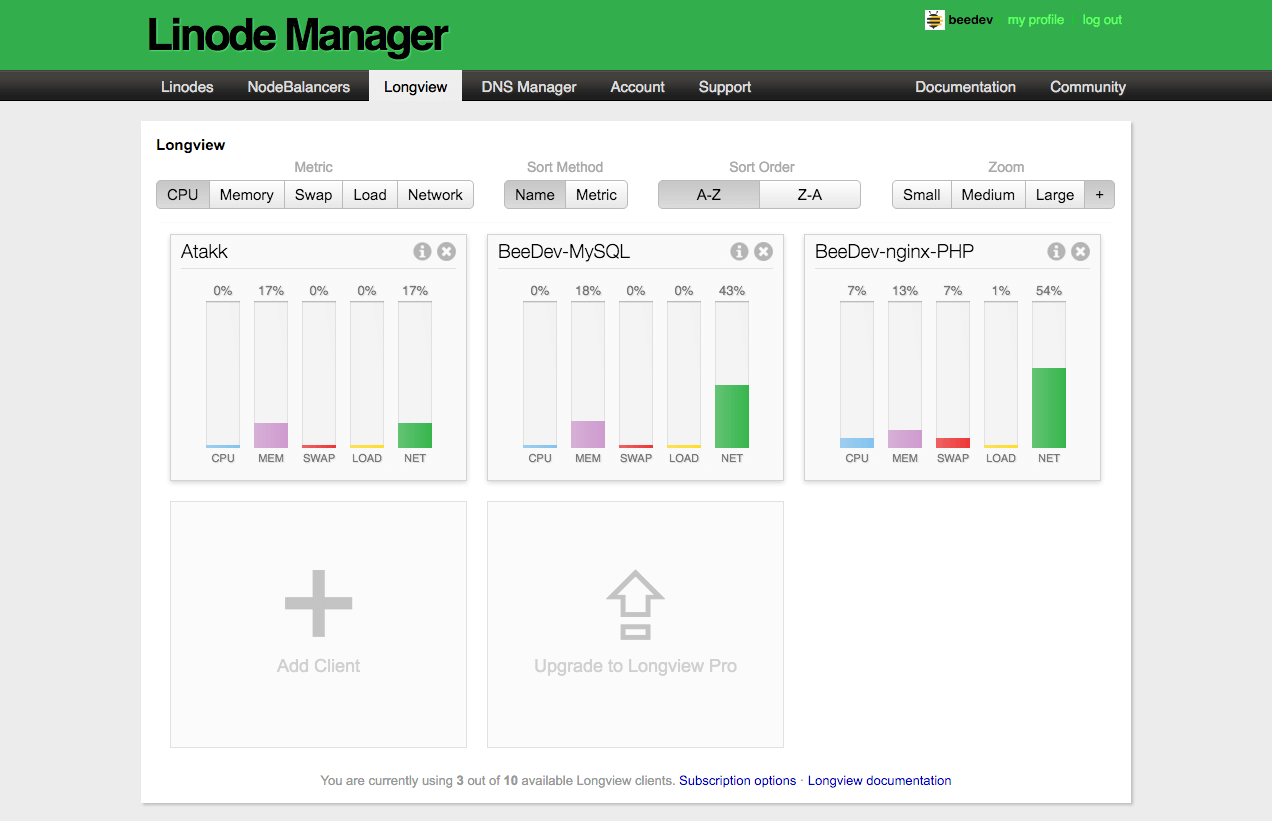 Linode Manager
beedev my profile log out
Linodes NodeBalancers Longview DNS Manager Account Support Documentation Community
Longview
Metric Sort Method Sort Order Zoom
CPU Memory Swap Load Network Name Metric A-Z Z-A Small Medium Large +
Atakk BeeDev-MySQL BeeDev-nginx-PHP
0% 17% 0% 0% 17% 0% 18% 0% 0% 43% 7% 13% 7% 1% 54%
CPU MEM SWAP LOAD NET CPU MEM SWAP LOAD NET CPU MEM SWAP LOAD NET
Add Client Upgrade to Longview Pro
You are currently using 3 out of 10 available Longview clients. Subscription options · Longview documentation